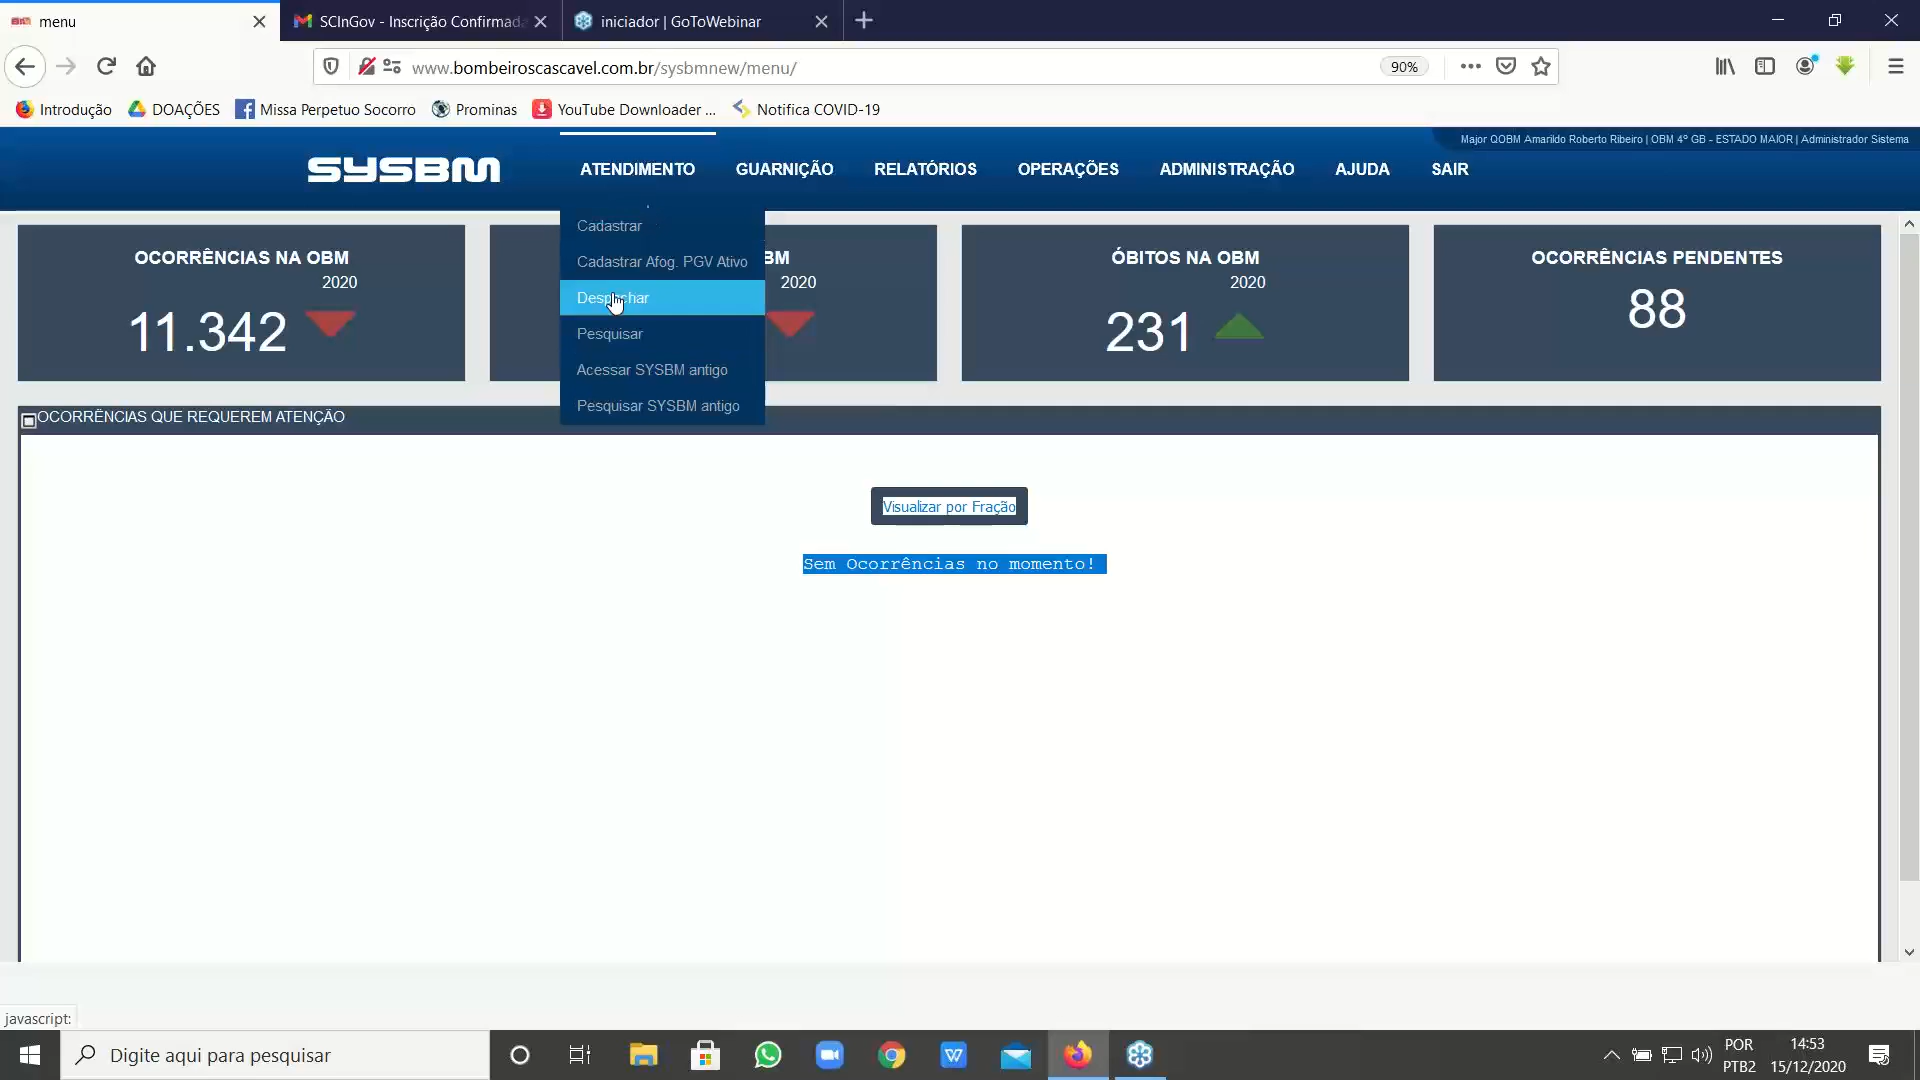 menu
SCInGov - Inscrição Confirmada
iniciador | GoToWebinar
www.bombeiroscascavel.com.br/sysbmnew/menu/
90%
Introdução
DOAÇÕES
Missa Perpetuo Socorro
Prominas
YouTube Downloader ...
Notifica COVID-19
Major QOBM Amarildo Roberto Ribeiro | OBM 4º GB - ESTADO MAIOR | Administrador Sistema
SYSBM
ATENDIMENTO
GUARNIÇÃO
RELATÓRIOS
OPERAÇÕES
ADMINISTRAÇÃO
AJUDA
SAIR
Cadastrar
Cadastrar Afog. PGV Ativo
Despachar
Pesquisar
Acessar SYSBM antigo
Pesquisar SYSBM antigo
OCORRÊNCIAS NA OBM
2020
11.342
BM
2020
ÓBITOS NA OBM
2020
231
OCORRÊNCIAS PENDENTES
88
OCORRÊNCIAS QUE REQUEREM ATENÇÃO
Visualizar por Fração
Sem Ocorrências no momento!
javascript:
Digite aqui para pesquisar
POR
PTB2
14:53
15/12/2020